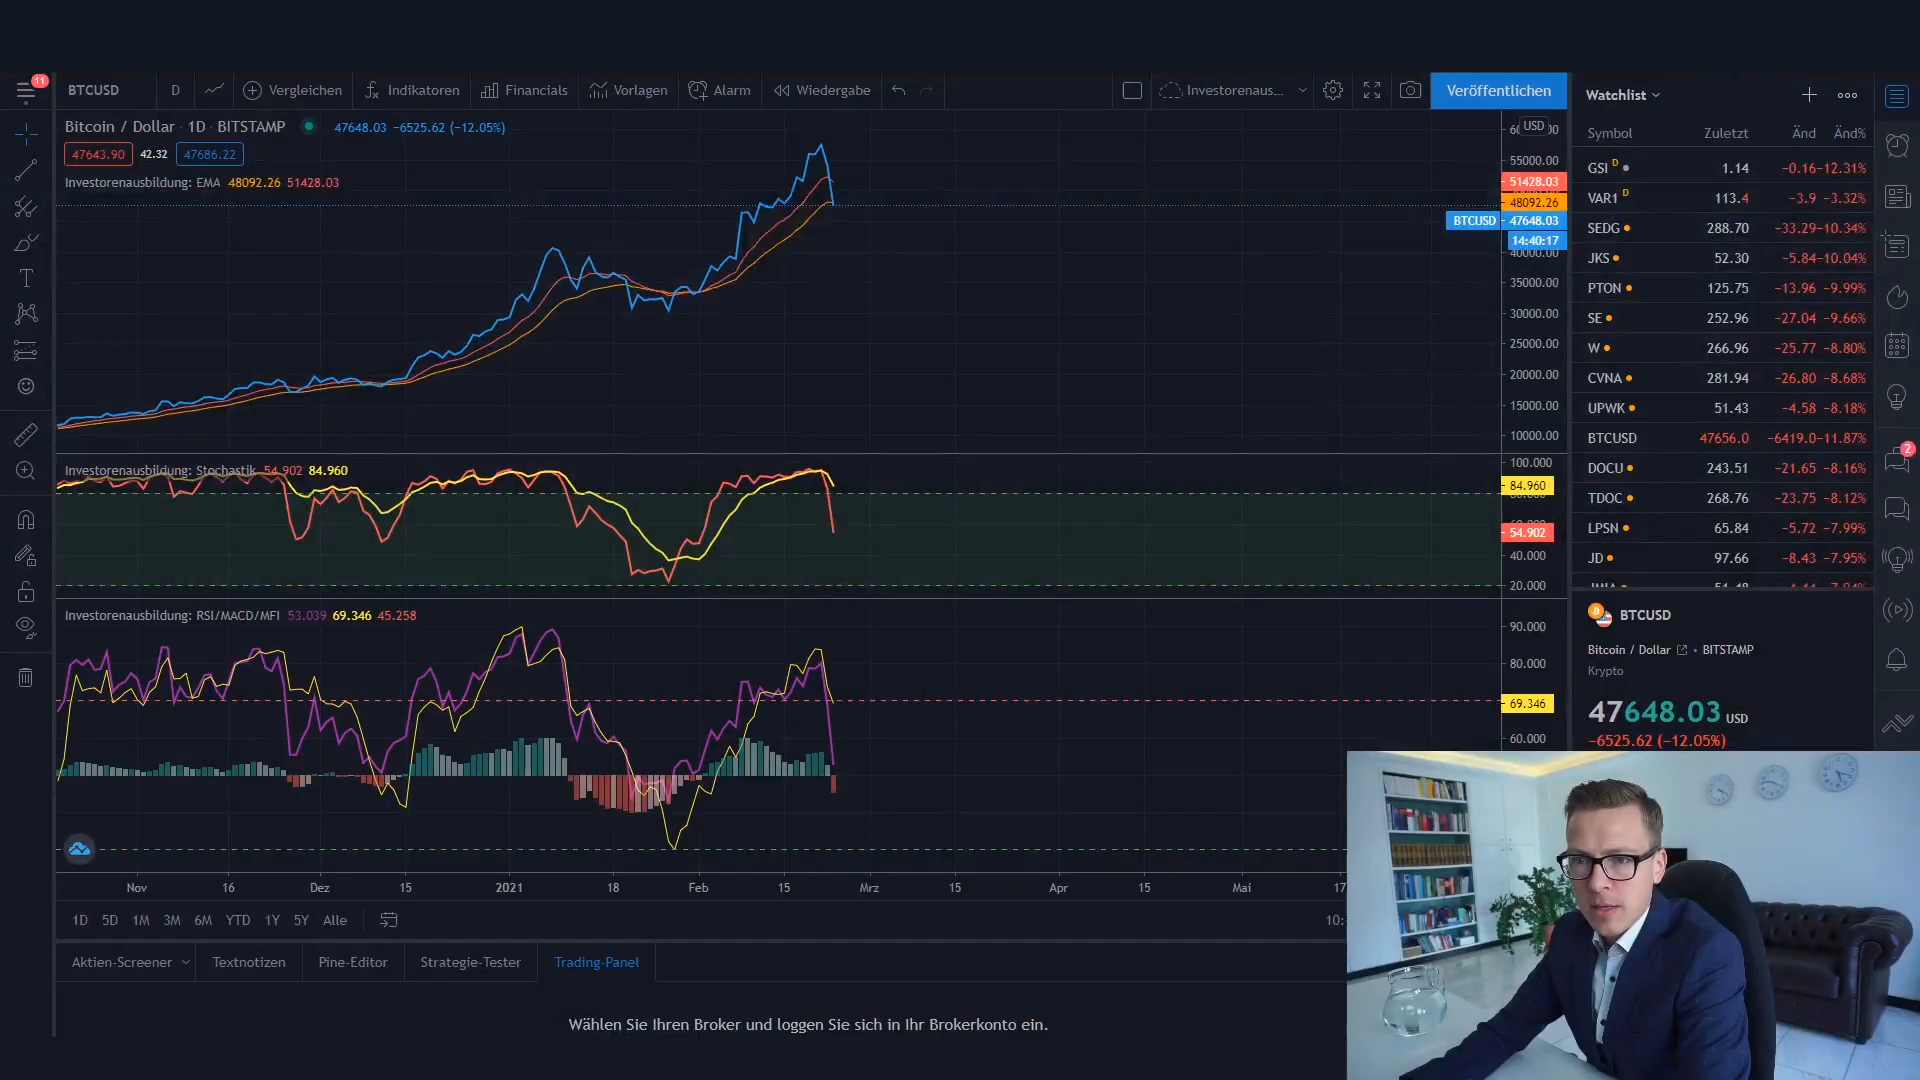 11
BTCUSD D Vergleichen Indikatoren Financials Vorlagen Alarm Wiedergabe Investorenaus... Veröffentlichen
Bitcoin / Dollar · 1D · BITSTAMP 47648.03 −6525.62 (−12.05%)
47643.90 42.32 47686.22
Investorenausbildung: EMA 48092.26 51428.03
USD
55000.00
51428.03
48092.26
BTCUSD 47648.03
14:40:17
40000.00
35000.00
30000.00
25000.00
20000.00
15000.00
10000.00
Investorenausbildung: Stochastik 54.902 84.960
100.000
84.960
54.902
40.000
20.000
Investorenausbildung: RSI/MACD/MFI 53.039 69.346 45.258
90.000
80.000
69.346
60.000
Nov 16 Dez 15 2021 18 Feb 15 Mrz 15 Apr 15 Mai 17
1D 5D 1M 3M 6M YTD 1Y 5Y Alle
Aktien-Screener Textnotizen Pine-Editor Strategie-Tester Trading-Panel
Wählen Sie Ihren Broker und loggen Sie sich in Ihr Brokerkonto ein.
Watchlist
Symbol Zuletzt Änd Änd%
GSI D 1.14 −0.16 −12.31%
VAR1 D 113.4 −3.9 −3.32%
SEDG 288.70 −33.29 −10.34%
JKS 52.30 −5.84 −10.04%
PTON 125.75 −13.96 −9.99%
SE 252.96 −27.04 −9.66%
W 266.96 −25.77 −8.80%
CVNA 281.94 −26.80 −8.68%
UPWK 51.43 −4.58 −8.18%
BTCUSD 47656.0 −6419.0 −11.87%
DOCU 243.51 −21.65 −8.16%
TDOC 268.76 −23.75 −8.12%
LPSN 65.84 −5.72 −7.99%
JD 97.66 −8.43 −7.95%
2
BTCUSD
Bitcoin / Dollar • BITSTAMP
Krypto
47648.03 USD
−6525.62 (−12.05%)